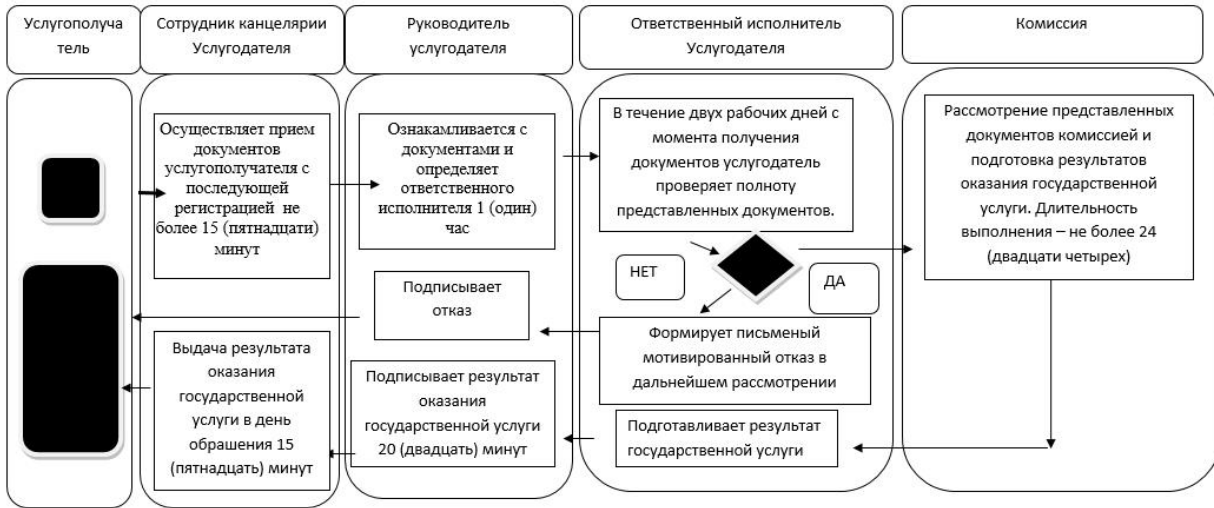 Услугополуча
тель
Сотрудник канцелярии
Услугодателя
Руководитель
услугодателя
Ответственный исполнитель
Услугодателя
Комиссия
Осуществляет прием
документов
услугополучателя с
последующей
регистрацией не
более 15 (пятнадцати)
минут
Ознакамливается с
документами и
определяет
ответственного
исполнителя 1 (один)
час
В течение двух рабочих дней с
момента получения
документов услугодатель
проверяет полноту
представленных документов.
Рассмотрение представленных
документов комиссией и
подготовка результатов
оказания государственной
услуги. Длительность
выполнения – не более 24
(двадцати четырех)
НЕТ
ДА
Подписывает
отказ
Формирует письменый
мотивированный отказ в
дальнейшем рассмотрении
Выдача результата
оказания
государственной
услуги в день
обрашения 15
(пятнадцать) минут
Подписывает результат
оказания
государственной услуги
20 (двадцать) минут
Подготавливает результат
государственной услуги